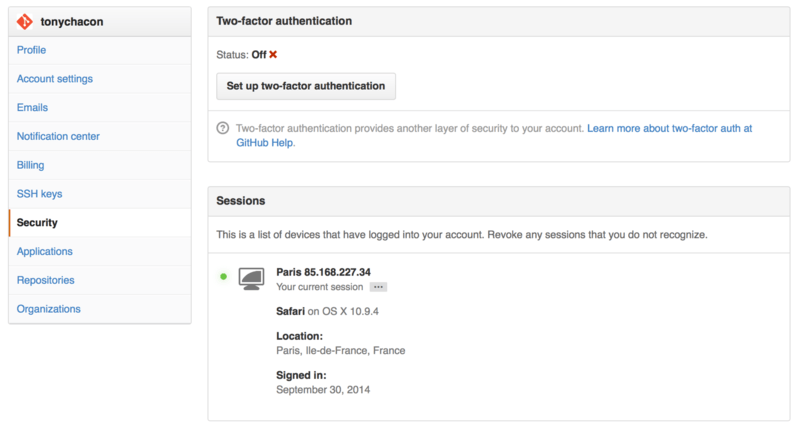 tonychacon
Profile
Account settings
Emails
Notification center
Billing
SSH keys
Security
Applications
Repositories
Organizations
Two-factor authentication
Status: Off
Set up two-factor authentication
Two-factor authentication provides another layer of security to your account. Learn more about two-factor auth at
GitHub Help.
Sessions
This is a list of devices that have logged into your account. Revoke any sessions that you do not recognize.
Paris 85.168.227.34
Your current session ...
Safari on OS X 10.9.4
Location:
Paris, Ile-de-France, France
Signed in:
September 30, 2014